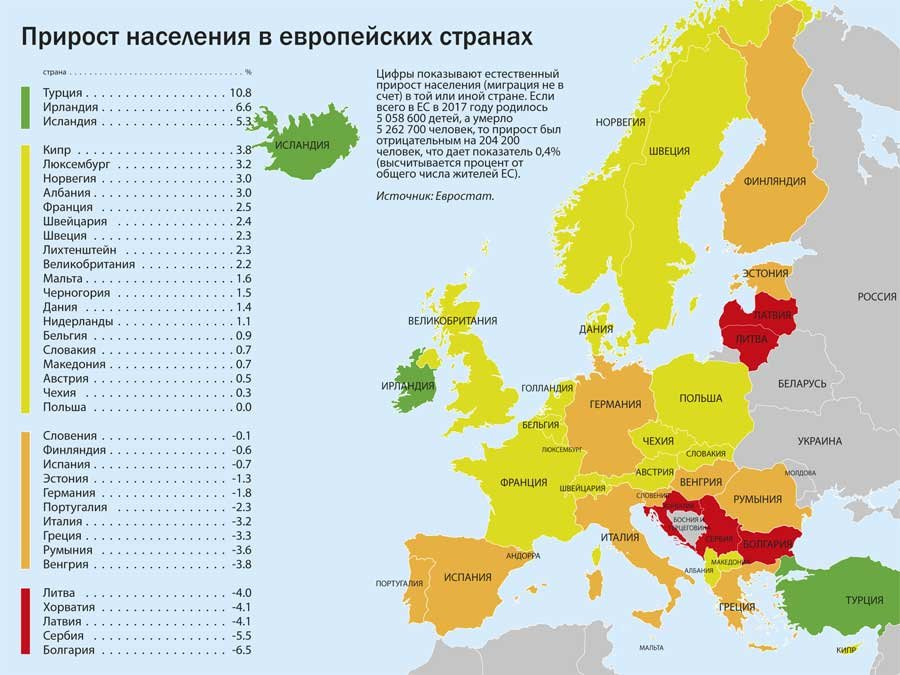 Прирост населения в европейских странах
страна . . . . . . . . . . . . . . . . . . . . . . . . . . . . . . . . . . . . . %
Турция . . . . . . . . . . . . . . . . 10.8
Ирландия . . . . . . . . . . . . . . . 6.6
Исландия . . . . . . . . . . . . . . . 5.3
Кипр . . . . . . . . . . . . . . . . . . . 3.8
Люксембург . . . . . . . . . . . . . 3.2
Норвегия . . . . . . . . . . . . . . . 3.0
Албания . . . . . . . . . . . . . . . . 3.0
Франция . . . . . . . . . . . . . . . . 2.5
Швейцария . . . . . . . . . . . . . . 2.4
Швеция . . . . . . . . . . . . . . . . . 2.3
Лихтенштейн . . . . . . . . . . . . 2.3
Великобритания . . . . . . . . . . 2.2
Мальта . . . . . . . . . . . . . . . . . 1.6
Черногория . . . . . . . . . . . . . 1.5
Дания . . . . . . . . . . . . . . . . . . 1.4
Нидерланды . . . . . . . . . . . . . 1.1
Бельгия . . . . . . . . . . . . . . . . 0.9
Словакия . . . . . . . . . . . . . . . 0.7
Македония . . . . . . . . . . . . . . 0.7
Австрия . . . . . . . . . . . . . . . . 0.5
Чехия . . . . . . . . . . . . . . . . . . 0.3
Польша . . . . . . . . . . . . . . . . . 0.0
Словения . . . . . . . . . . . . . . . -0.1
Финляндия . . . . . . . . . . . . . . -0.6
Испания . . . . . . . . . . . . . . . . -0.7
Эстония . . . . . . . . . . . . . . . . -1.3
Германия . . . . . . . . . . . . . . . -1.8
Португалия . . . . . . . . . . . . . -2.3
Италия . . . . . . . . . . . . . . . . . -3.2
Греция . . . . . . . . . . . . . . . . . -3.3
Румыния . . . . . . . . . . . . . . . . -3.6
Венгрия . . . . . . . . . . . . . . . . -3.8
Литва . . . . . . . . . . . . . . . . . . -4.0
Хорватия . . . . . . . . . . . . . . . -4.1
Латвия . . . . . . . . . . . . . . . . . -4.1
Сербия . . . . . . . . . . . . . . . . . -5.5
Болгария . . . . . . . . . . . . . . . -6.5
Цифры показывают естественный
прирост населения (миграция не в
счет) в той или иной стране. Если
всего в ЕС в 2017 году родилось
5 058 600 детей, а умерло
5 262 700 человек, то прирост был
отрицательным на 204 200
человек, что дает показатель 0,4%
(высчитывается процент от
общего числа жителей ЕС).
Источник: Евростат.
ИСЛАНДИЯ
НОРВЕГИЯ
ШВЕЦИЯ
ФИНЛЯНДИЯ
ЭСТОНИЯ
РОССИЯ
ЛАТВИЯ
ЛИТВА
ВЕЛИКОБРИТАНИЯ
ДАНИЯ
ИРЛАНДИЯ
ГОЛЛАНДИЯ
БЕЛАРУСЬ
ГЕРМАНИЯ
ПОЛЬША
БЕЛЬГИЯ
ЛЮКСЕМБУРГ
ЧЕХИЯ
СЛОВАКИЯ
УКРАИНА
ФРАНЦИЯ
ШВЕЙЦАРИЯ
АВСТРИЯ
ВЕНГРИЯ
МОЛДОВА
СЛОВЕНИЯ
РУМЫНИЯ
БОСНИЯ И
ГЕРЦЕГОВИНА
СЕРБИЯ
БОЛГАРИЯ
ИТАЛИЯ
АНДОРРА
ПОРТУГАЛИЯ
ИСПАНИЯ
АЛБАНИЯ
МАКЕДОНИЯ
ГРЕЦИЯ
ТУРЦИЯ
МАЛЬТА
КИПР